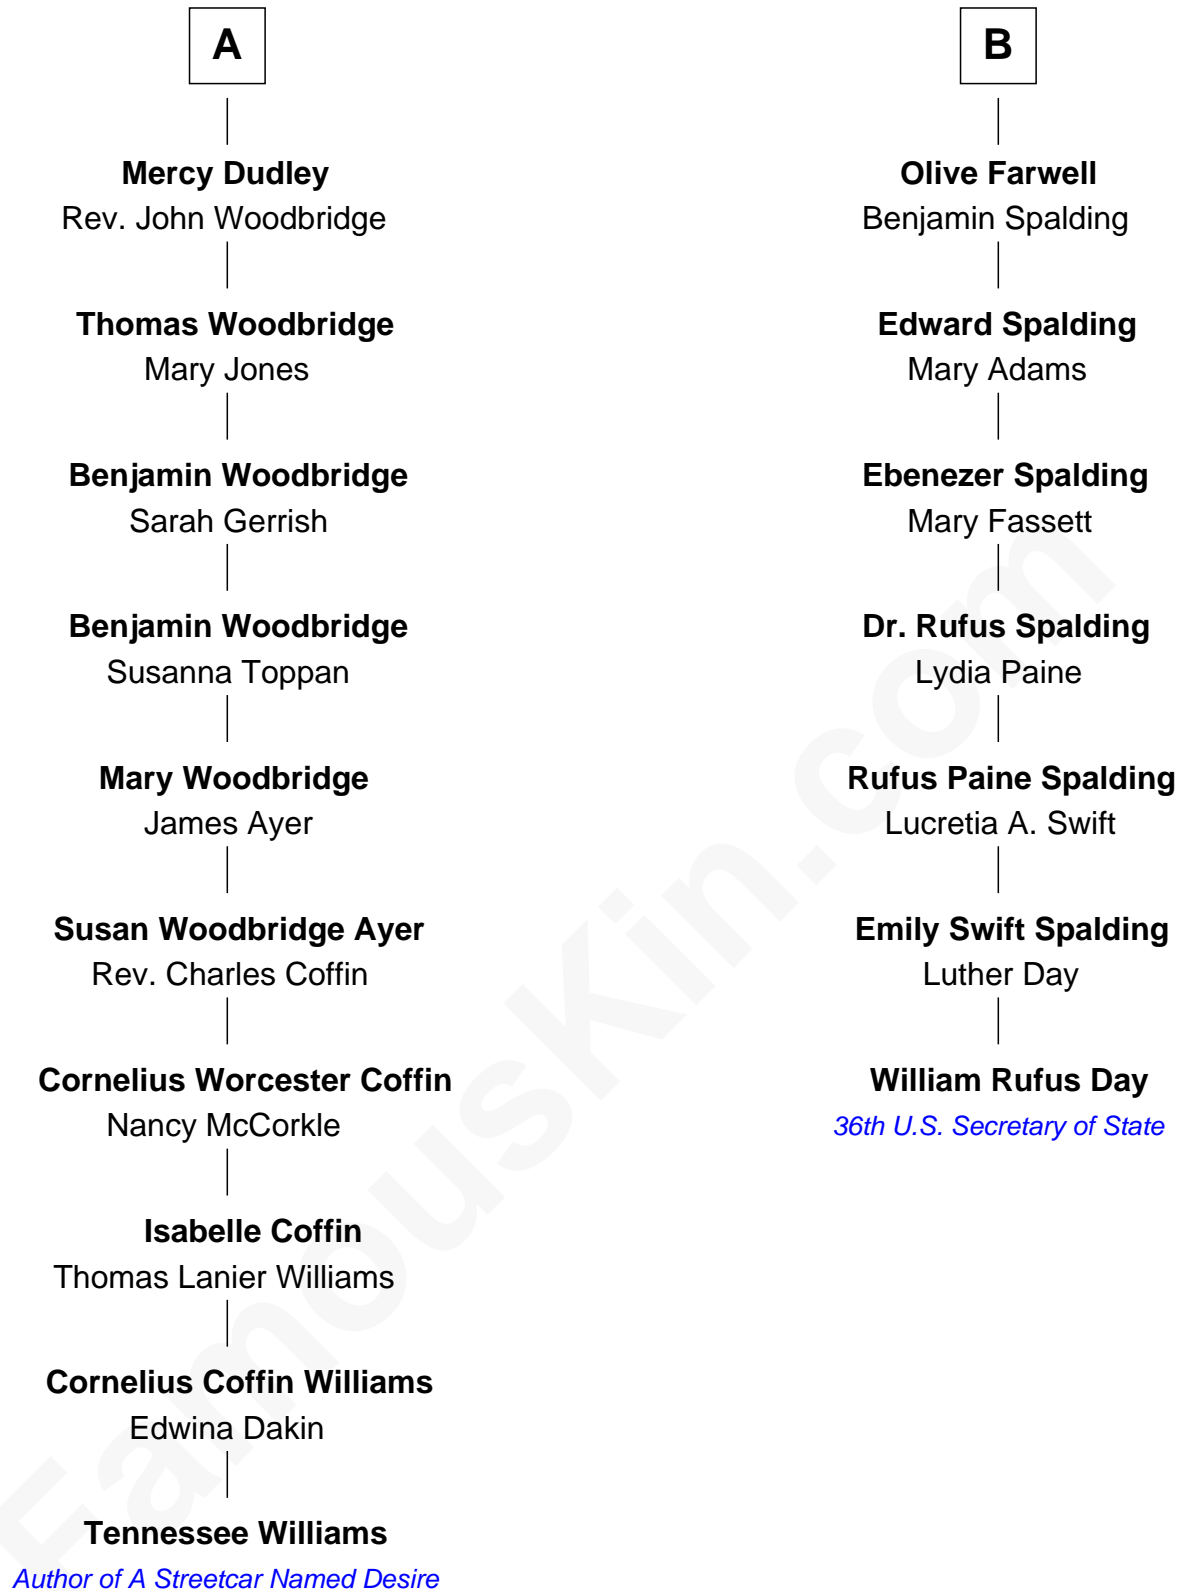 A
Mercy Dudley
Rev. John Woodbridge
Thomas Woodbridge
Mary Jones
Benjamin Woodbridge
Sarah Gerrish
Benjamin Woodbridge
Susanna Toppan
Mary Woodbridge
James Ayer
Susan Woodbridge Ayer
Rev. Charles Coffin
Cornelius Worcester Coffin
Nancy McCorkle
Isabelle Coffin
Thomas Lanier Williams
Cornelius Coffin Williams
Edwina Dakin
Tennessee Williams
Author of A Streetcar Named Desire
B
Olive Farwell
Benjamin Spalding
Edward Spalding
Mary Adams
Ebenezer Spalding
Mary Fassett
Dr. Rufus Spalding
Lydia Paine
Rufus Paine Spalding
Lucretia A. Swift
Emily Swift Spalding
Luther Day
William Rufus Day
36th U.S. Secretary of State
FamousKin.com